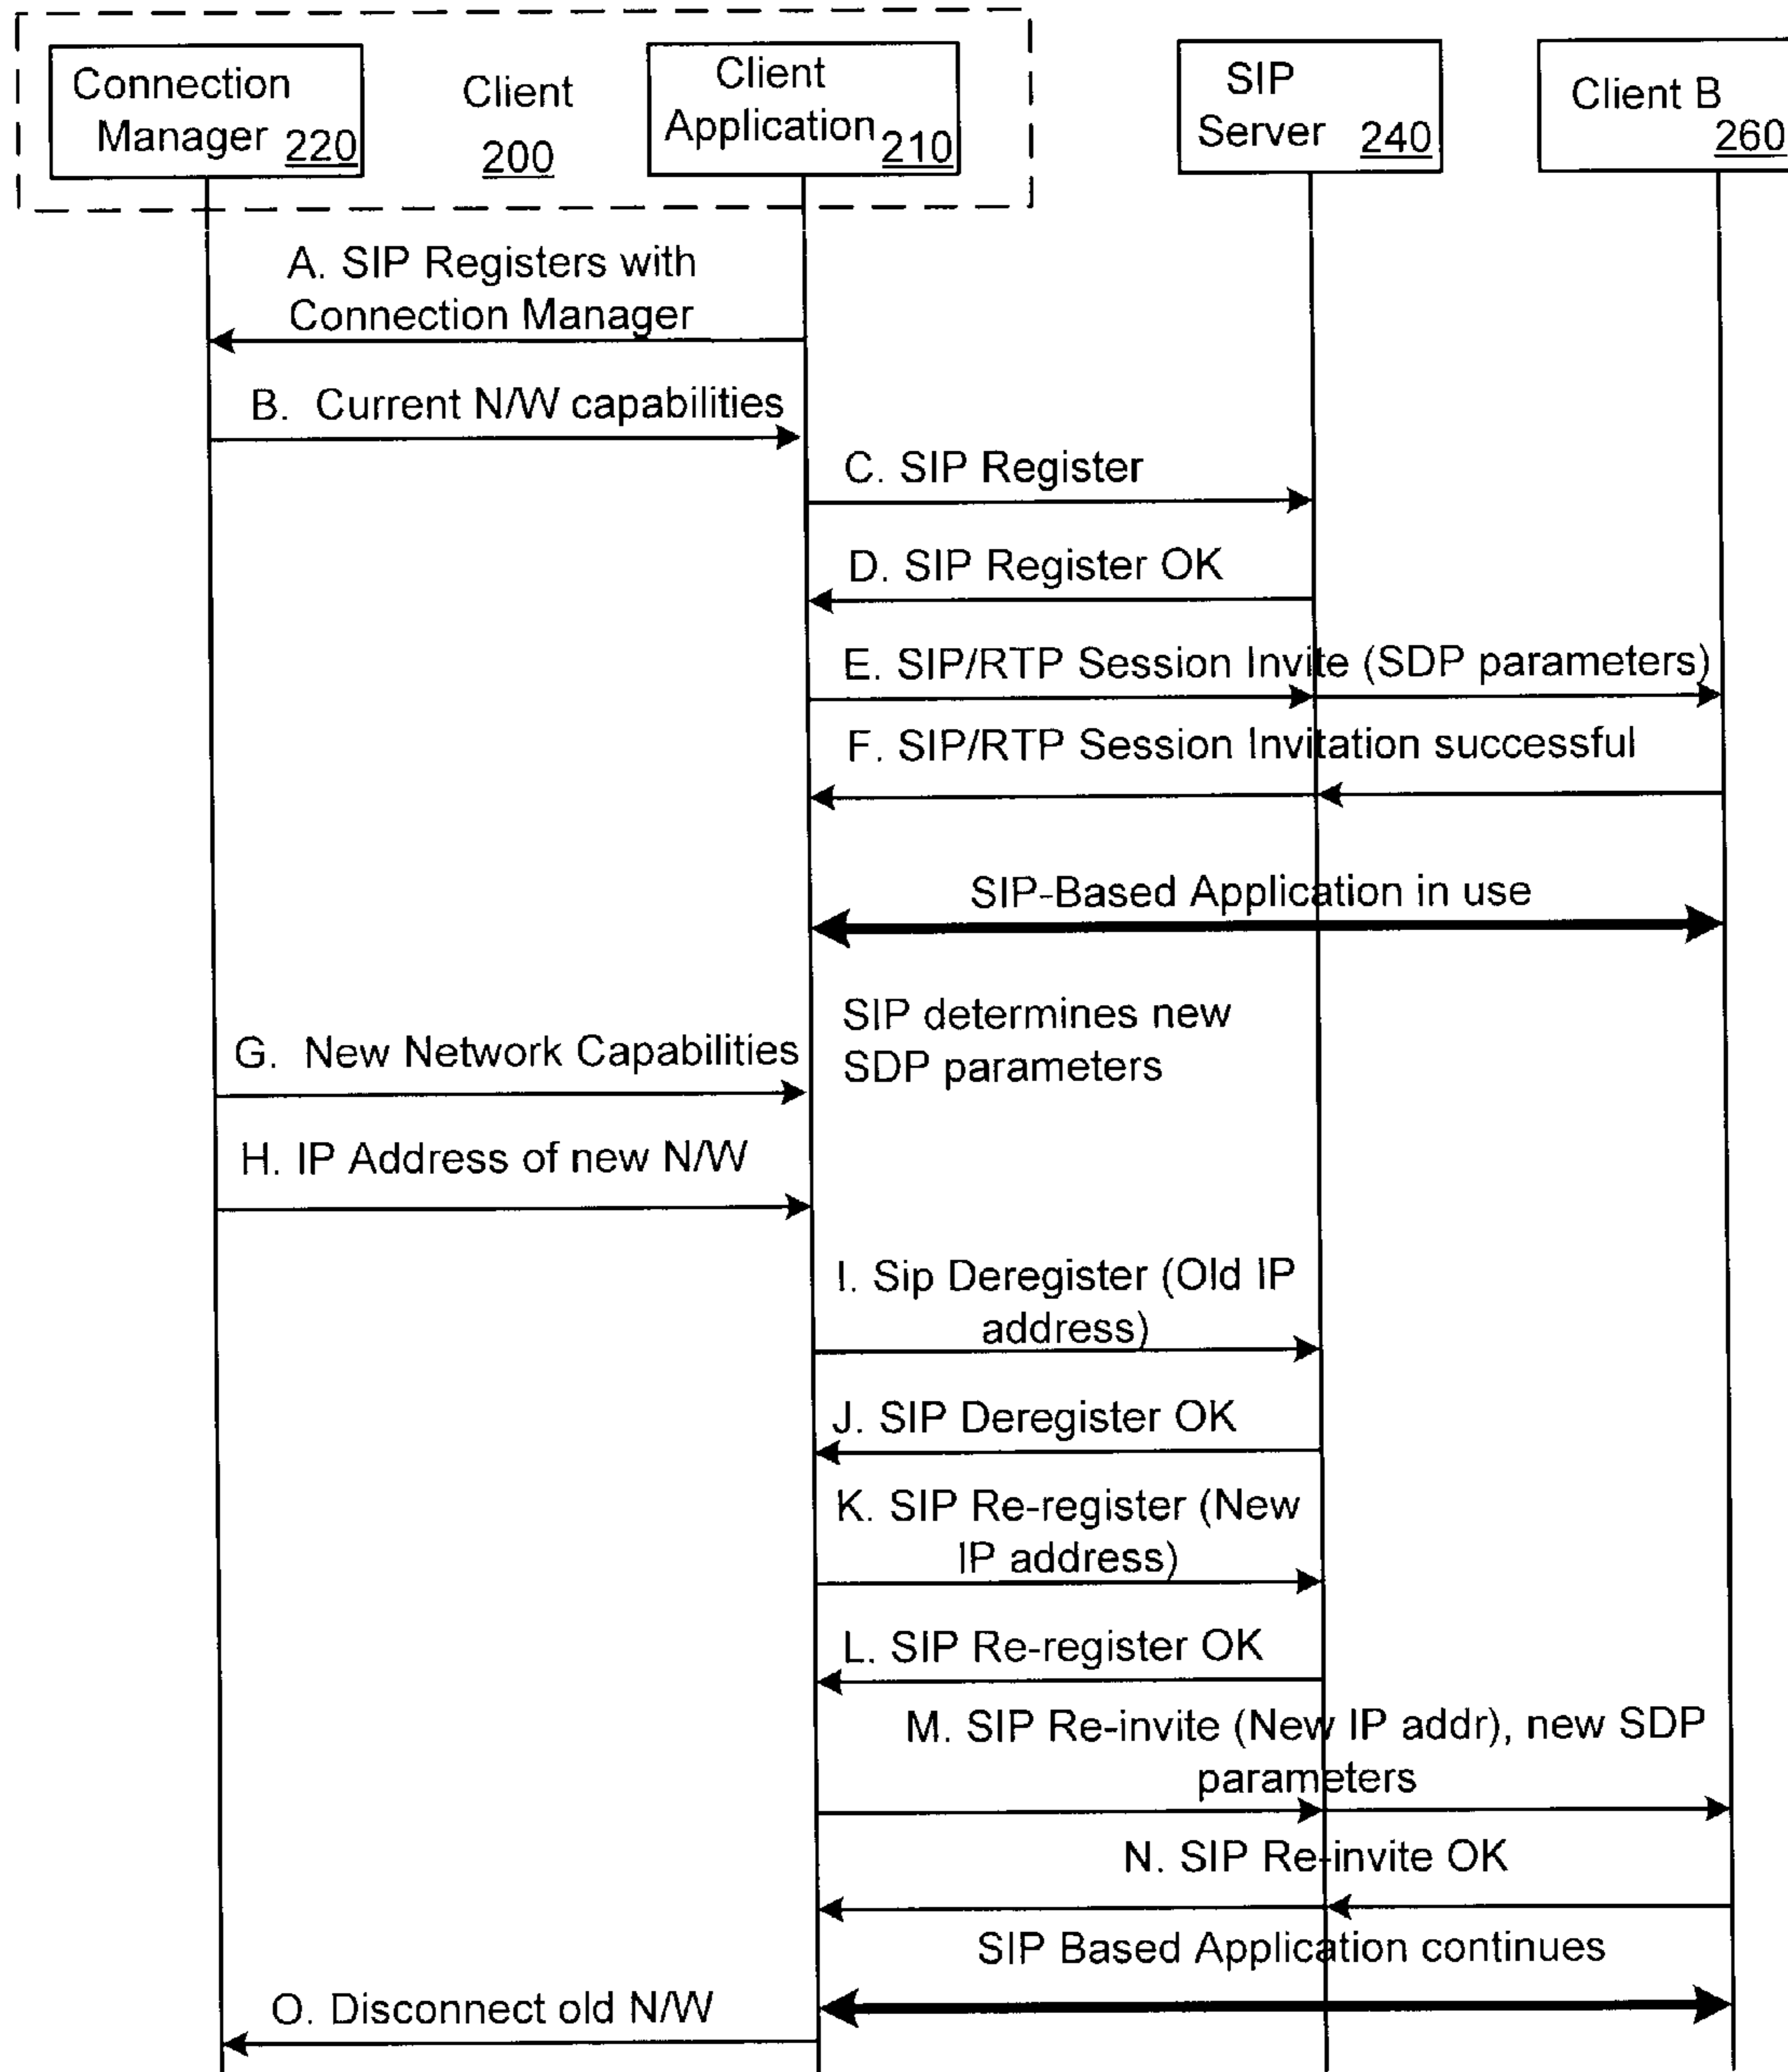 Connection
Manager 220
Client
200
Client
Application 210
SIP
Server 240
Client B
260
A. SIP Registers with
Connection Manager
B. Current N/W capabilities
C. SIP Register
D. SIP Register OK
E. SIP/RTP Session Invite (SDP parameters)
F. SIP/RTP Session Invitation successful
SIP-Based Application in use
SIP determines new
SDP parameters
G. New Network Capabilities
H. IP Address of new N/W
I. Sip Deregister (Old IP
address)
J. SIP Deregister OK
K. SIP Re-register (New
IP address)
L. SIP Re-register OK
M. SIP Re-invite (New IP addr), new SDP
parameters
N. SIP Re-invite OK
SIP Based Application continues
O. Disconnect old N/W